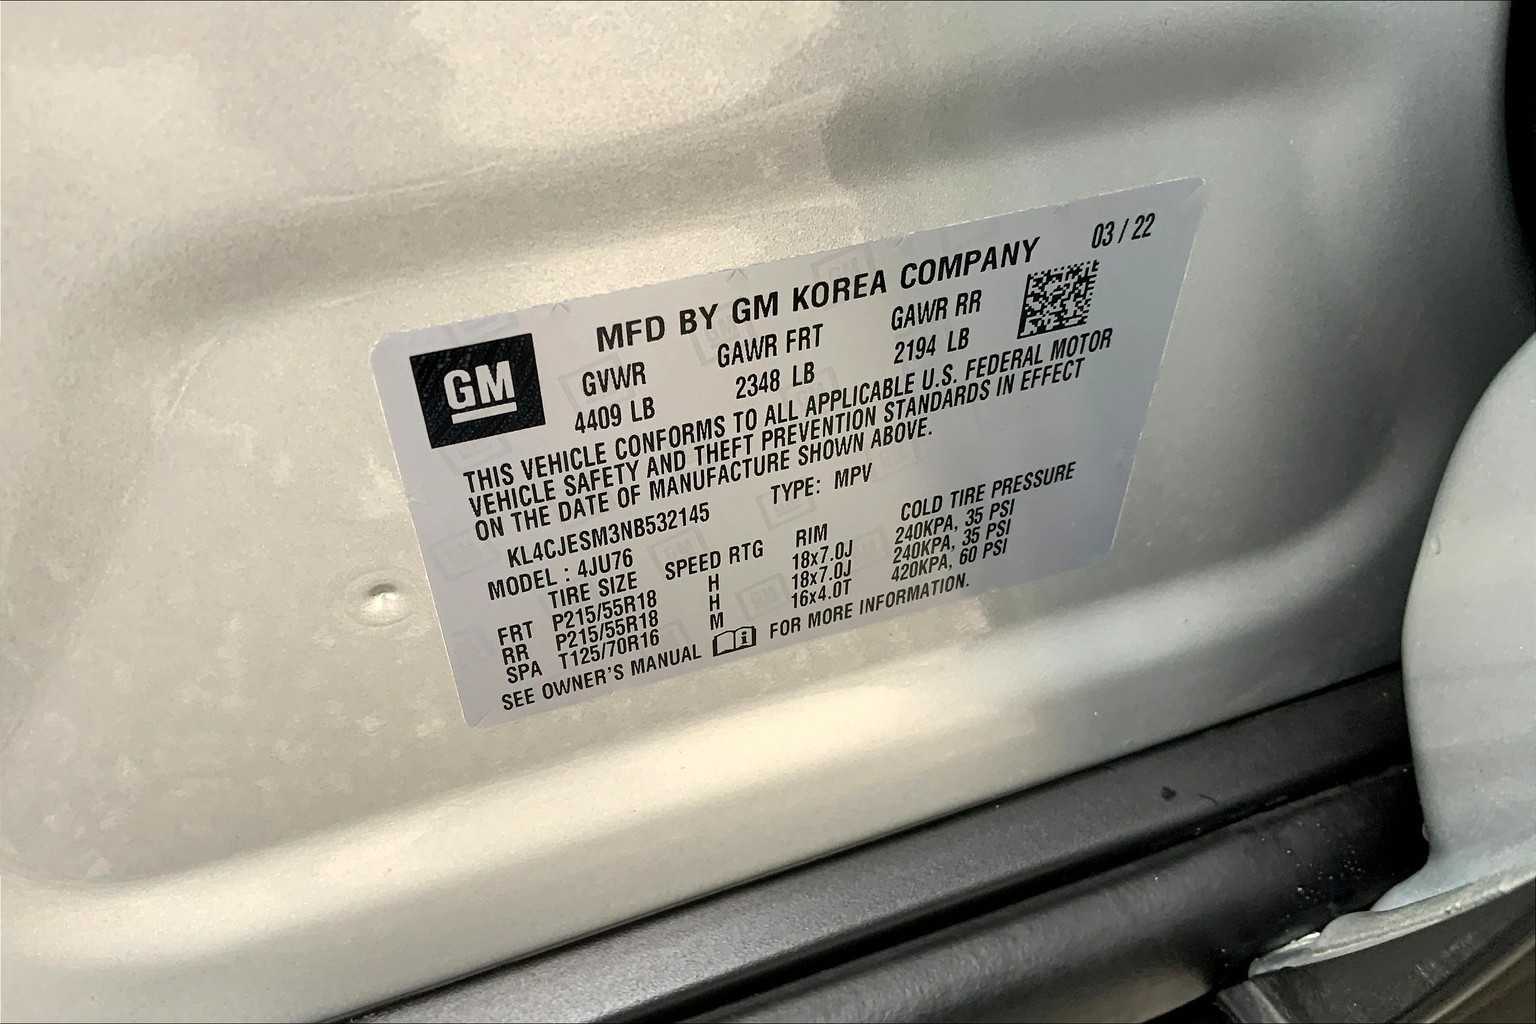 MFD BY GM KOREA COMPANY 03 / 22
GM
GVWR GAWR FRT GAWR RR
4409 LB 2348 LB 2194 LB
THIS VEHICLE CONFORMS TO ALL APPLICABLE U.S. FEDERAL MOTOR
VEHICLE SAFETY AND THEFT PREVENTION STANDARDS IN EFFECT
ON THE DATE OF MANUFACTURE SHOWN ABOVE.
KL4CJESM3NB532145 TYPE: MPV
MODEL : 4JU76
TIRE SIZE SPEED RTG RIM COLD TIRE PRESSURE
FRT P215/55R18 H 18x7.0J 240KPA, 35 PSI
RR P215/55R18 H 18x7.0J 240KPA, 35 PSI
SPA T125/70R16 M 16x4.0T 420KPA, 60 PSI
SEE OWNER'S MANUAL FOR MORE INFORMATION.